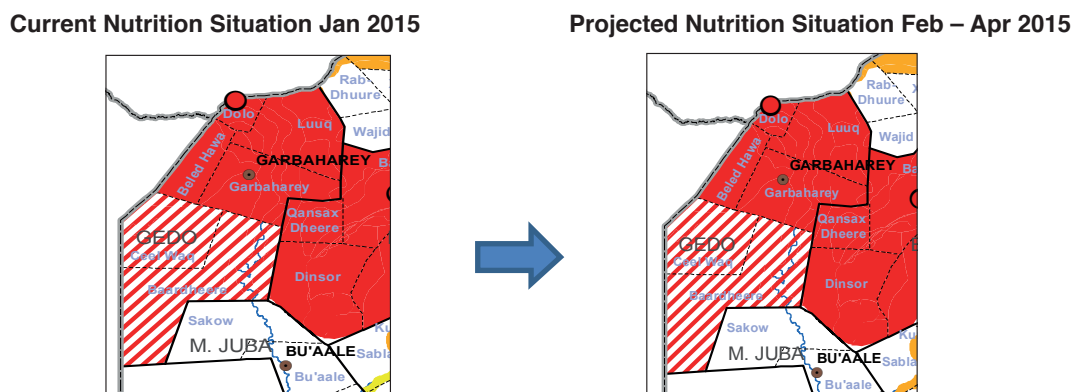 Current Nutrition Situation Jan 2015
Projected Nutrition Situation Feb – Apr 2015
Rab-
Dhuure
Dolo
Luuq
Wajid
Beled Hawa
GARBAHAREY
Garbaharey
Qansax
Dheere
GEDO
Ceel Waq
Dinsor
Baardheere
Sakow
M. JUBA
BU'AALE
Sabla
Bu'aale
Rab-
Dhuure
Dolo
Luuq
Wajid
Beled Hawa
GARBAHAREY
Ba
Garbaharey
Qansax
Dheere
GEDO
Ceel Waq
Dinsor
Baardheere
Sakow
Ku
M. JUBA
BU'AALE
Sabla
Bu'aale